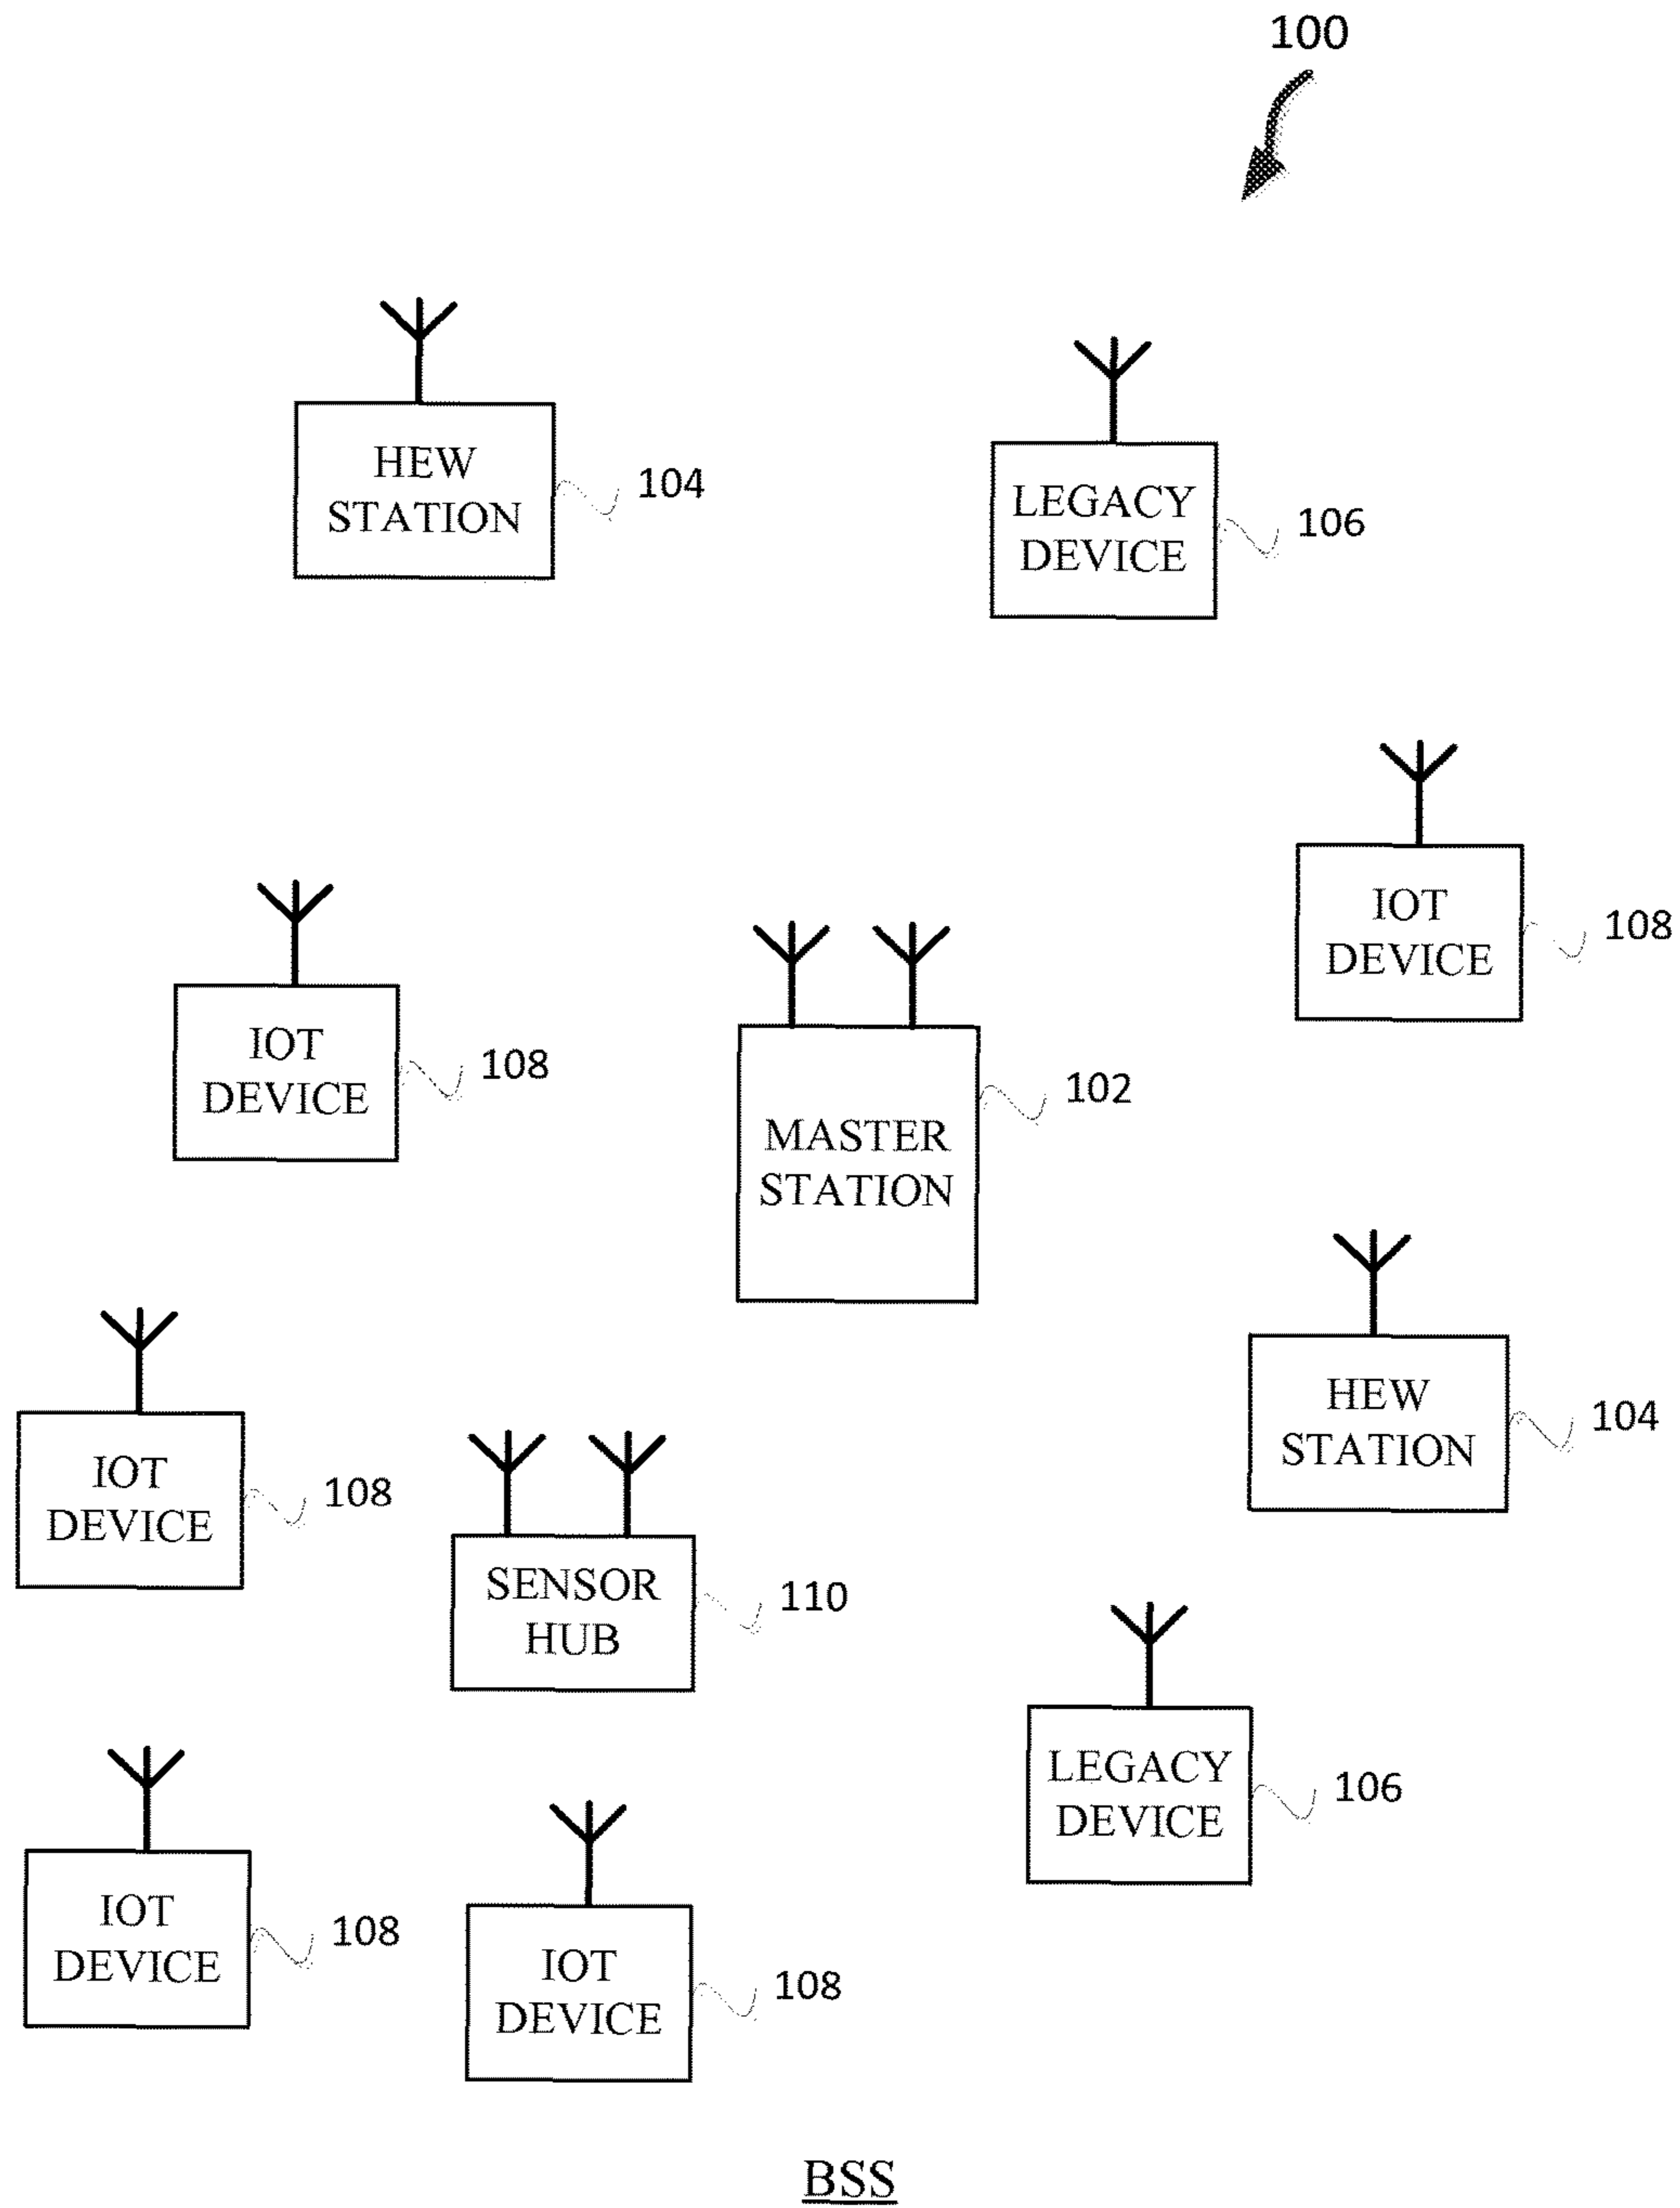 100
HEW
STATION
104
LEGACY
DEVICE
106
IOT
DEVICE
108
IOT
DEVICE
108
MASTER
STATION
102
HEW
STATION
104
IOT
DEVICE
108
SENSOR
HUB
110
LEGACY
DEVICE
106
IOT
DEVICE
108
IOT
DEVICE
108
BSS